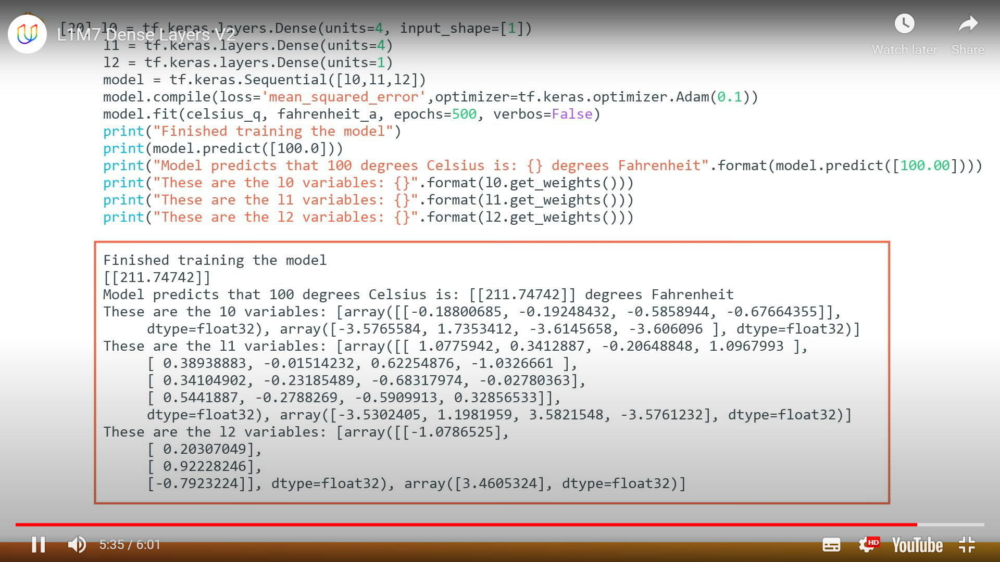 L1M7 Dense Layers V2
[20] l0 = tf.keras.layers.Dense(units=4, input_shape=[1])
Watch later
Share
l1 = tf.keras.layers.Dense(units=4)
l2 = tf.keras.layers.Dense(units=1)
model = tf.keras.Sequential([l0,l1,l2])
model.compile(loss='mean_squared_error',optimizer=tf.keras.optimizer.Adam(0.1))
model.fit(celsius_q, fahrenheit_a, epochs=500, verbos=False)
print("Finished training the model")
print(model.predict([100.0]))
print("Model predicts that 100 degrees Celsius is: {} degrees Fahrenheit".format(model.predict([100.00])))
print("These are the l0 variables: {}".format(l0.get_weights()))
print("These are the l1 variables: {}".format(l1.get_weights()))
print("These are the l2 variables: {}".format(l2.get_weights()))
Finished training the model
[[211.74742]]
Model predicts that 100 degrees Celsius is: [[211.74742]] degrees Fahrenheit
These are the 10 variables: [array([[-0.18800685, -0.19248432, -0.5858944, -0.67664355]],
dtype=float32), array([-3.5765584, 1.7353412, -3.6145658, -3.606096 ], dtype=float32)]
These are the l1 variables: [array([[ 1.0775942, 0.3412887, -0.20648848, 1.0967993 ],
[ 0.38938883, -0.01514232, 0.62254876, -1.0326661 ],
[ 0.34104902, -0.23185489, -0.68317974, -0.02780363],
[ 0.5441887, -0.2788269, -0.5909913, 0.32856533]],
dtype=float32), array([-3.5302405, 1.1981959, 3.5821548, -3.5761232], dtype=float32)]
These are the l2 variables: [array([[-1.0786525],
[ 0.20307049],
[ 0.92228246],
[-0.7923224]], dtype=float32), array([3.4605324], dtype=float32)]
5:35 / 6:01
HD
YouTube